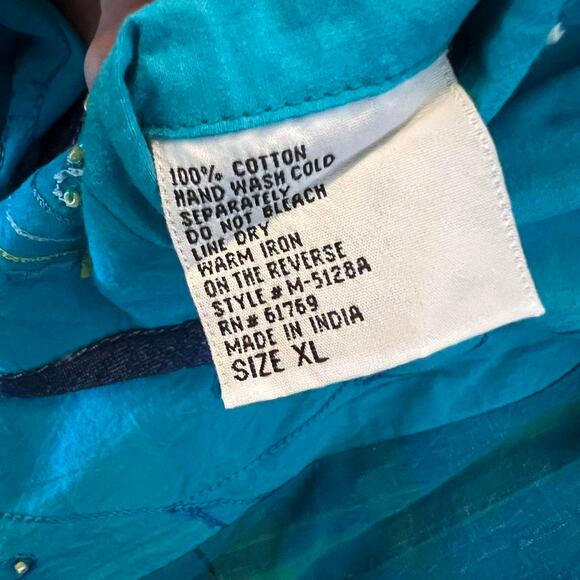 100% COTTON
HAND WASH COLD
SEPARATELY
DO NOT BLEACH
LINE DRY
WARM IRON
ON THE REVERSE
STYLE# M-5128A
RN# 61769
MADE IN INDIA
SIZE XL